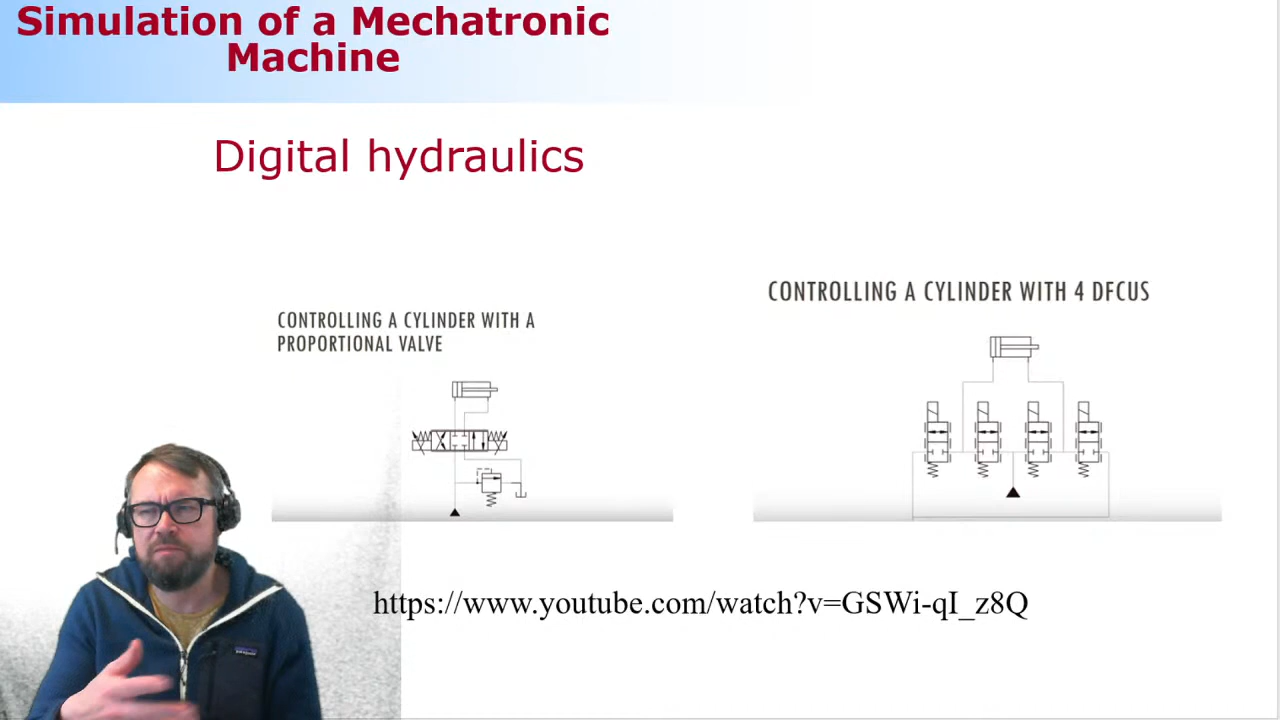 Simulation of a Mechatronic
Machine
Digital hydraulics
CONTROLLING A CYLINDER WITH A
PROPORTIONAL VALVE
CONTROLLING A CYLINDER WITH 4 DFCUS
https://www.youtube.com/watch?v=GSWi-qI_z8Q